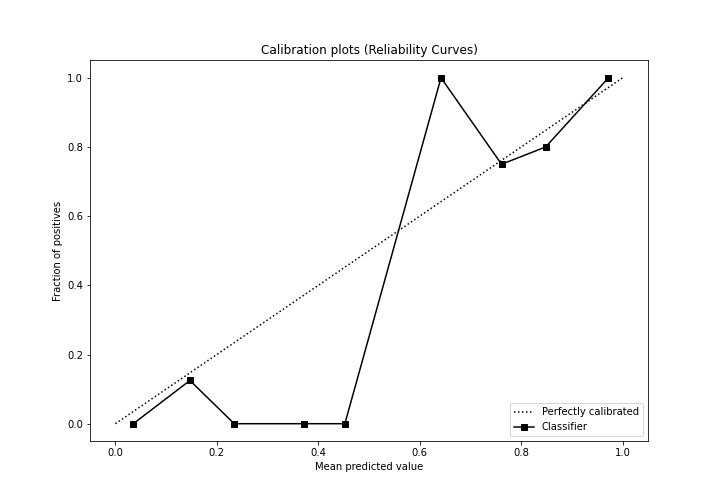 Calibration plots (Reliability Curves)
1.0
0.8
0.6
0.4
0.2
0.0
Fraction of positives
0.0 0.2 0.4 0.6 0.8 1.0
Mean predicted value
Perfectly calibrated
Classifier